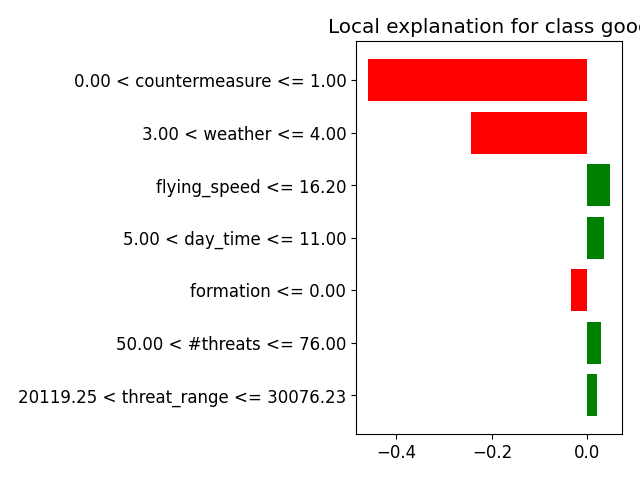 Local explanation for class goo
0.00 < countermeasure <= 1.00
3.00 < weather <= 4.00
flying_speed <= 16.20
5.00 < day_time <= 11.00
formation <= 0.00
50.00 < #threats <= 76.00
20119.25 < threat_range <= 30076.23
−0.4 −0.2 0.0